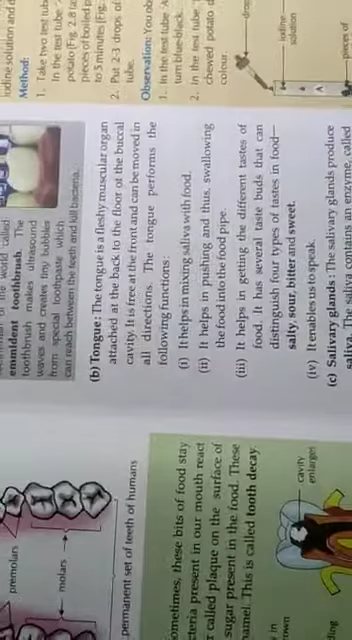 premolars
molars
permanent set of teeth of humans
ometimes, these bits of food stay
cteria present in our mouth react
called plaque on the surface of
sugar present in the food. These
namel. This is called tooth decay.
cavity
enlarges
of the world called
emmident toothbrush. The
toothbrush makes ultrasound
waves and creates tiny bubbles
from special toothpaste which
can reach between the teeth and kill bacteria.
(b) Tongue : The tongue is a fleshy muscular organ
attached at the back to the floor of the buccal
cavity. It is free at the front and can be moved in
all directions. The tongue performs the
following functions:
(i) It helps in mixing saliva with food.
(ii) It helps in pushing and thus, swallowing
the food into the food pipe.
(iii) It helps in getting the different tastes of
food. It has several taste buds that can
distinguish four types of tastes in food—
salty, sour, bitter and sweet.
(iv) It enables us to speak.
(c) Salivary glands : The salivary glands produce
saliva. The saliva contains an enzyme, called
iodine solution and d
Method:
1. Take two test tub
In the test tube
potato (Fig. 2.8 (a
pieces of boiled p
to 5 minutes [Fig.
2. Put 2-3 drops of
tube.
Observation: You ob
1. In the test tube 'A
turn blue-black.
2. In the test tube
chewed potato d
colour.
drop
iodine
solution
A
pieces of